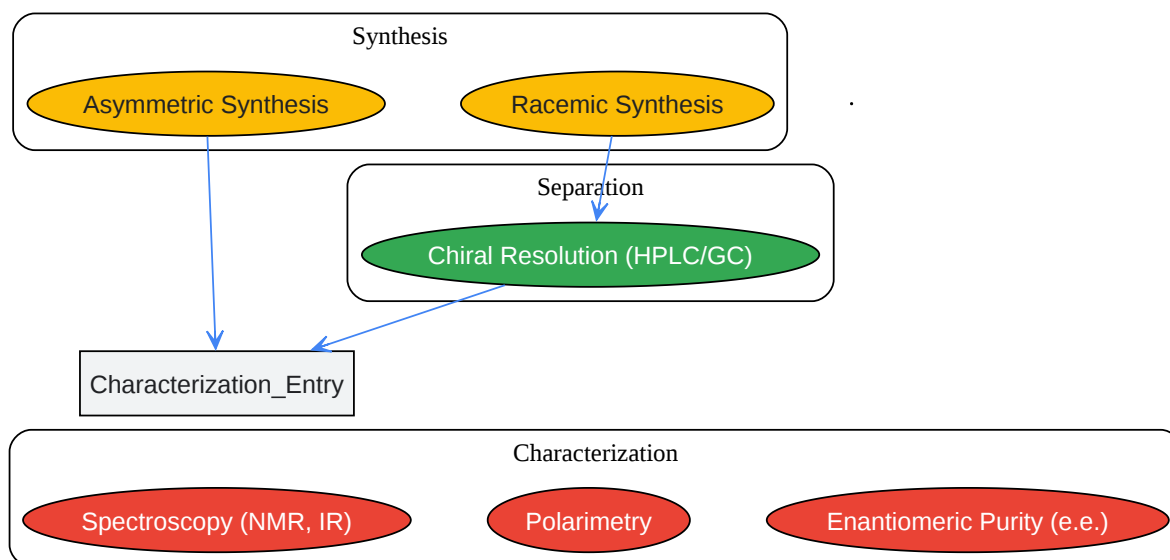 Synthesis
Asymmetric Synthesis
Racemic Synthesis
.
Separation
Chiral Resolution (HPLC/GC)
Characterization_Entry
Characterization
Spectroscopy (NMR, IR)
Polarimetry
Enantiomeric Purity (e.e.)